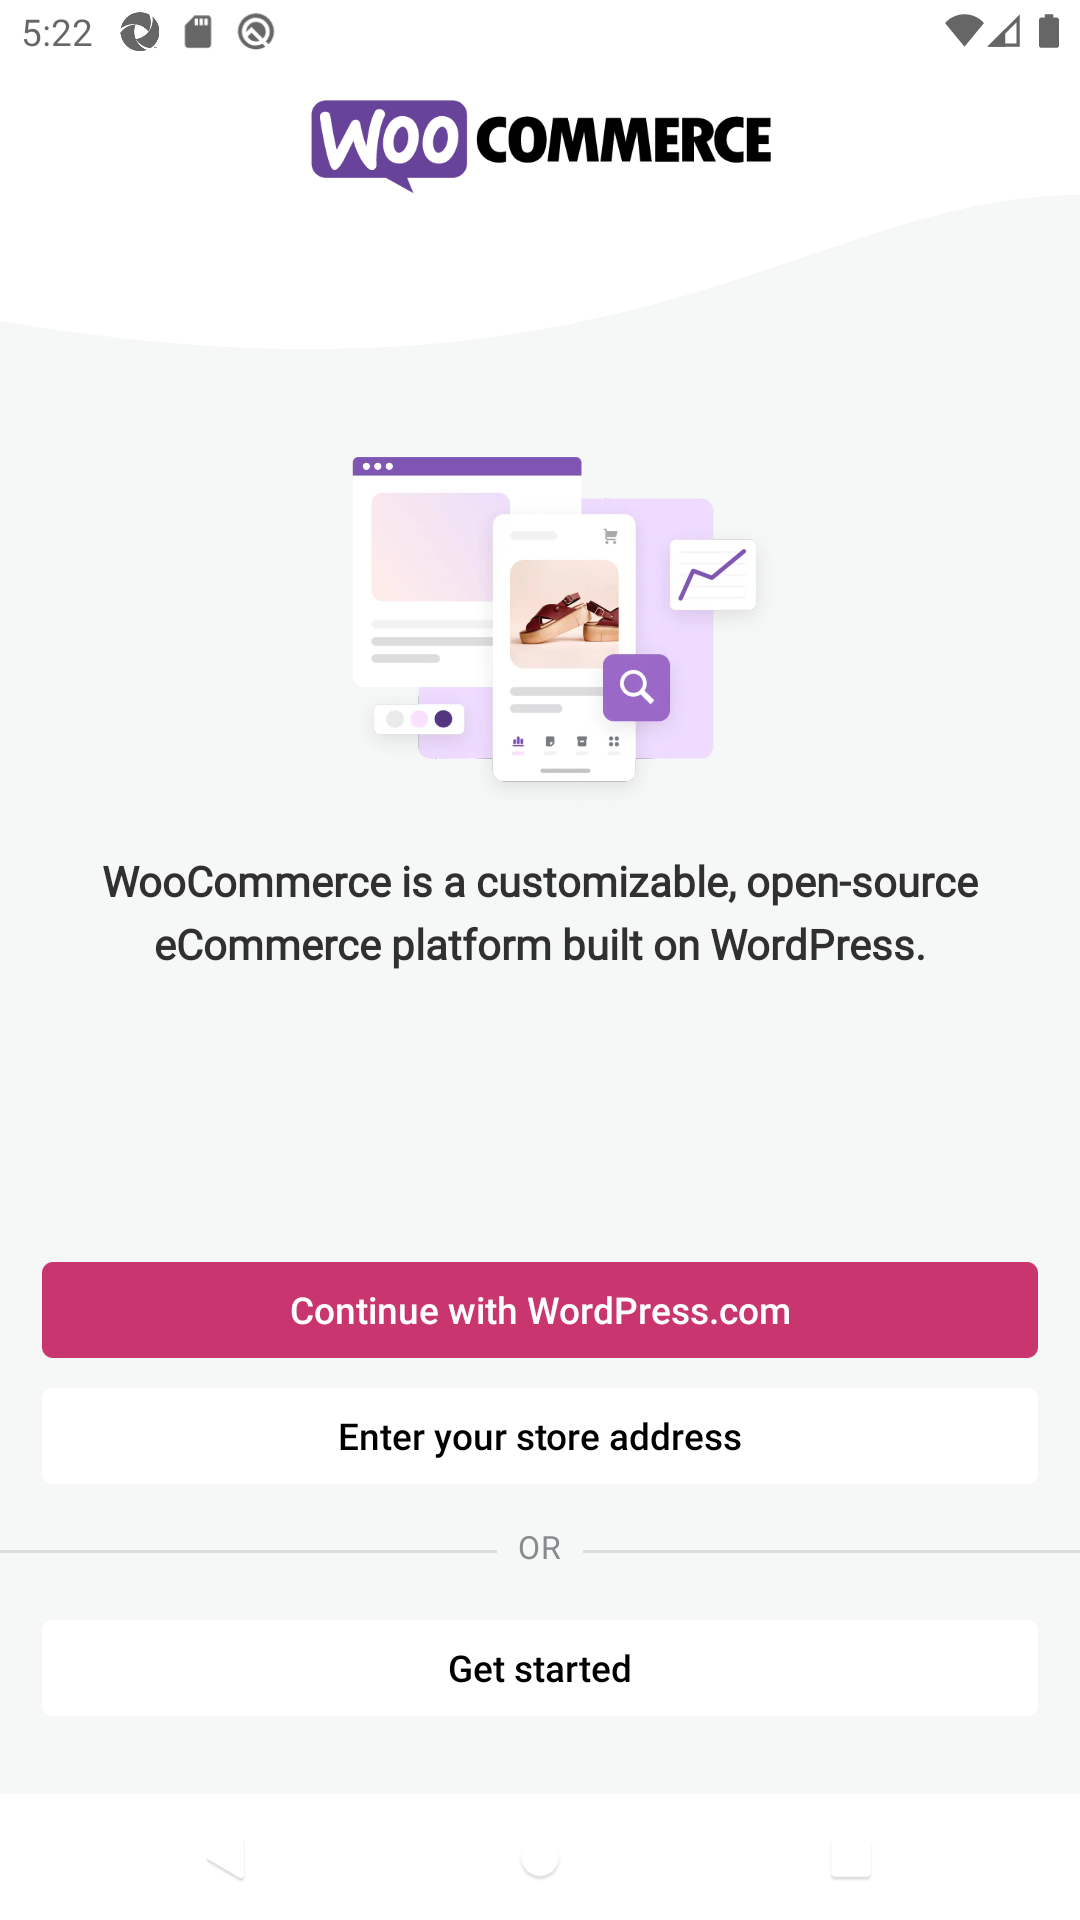 5:22
WOO COMMERCE
WooCommerce is a customizable, open-source
eCommerce platform built on WordPress.
Continue with WordPress.com
Enter your store address
OR
Get started